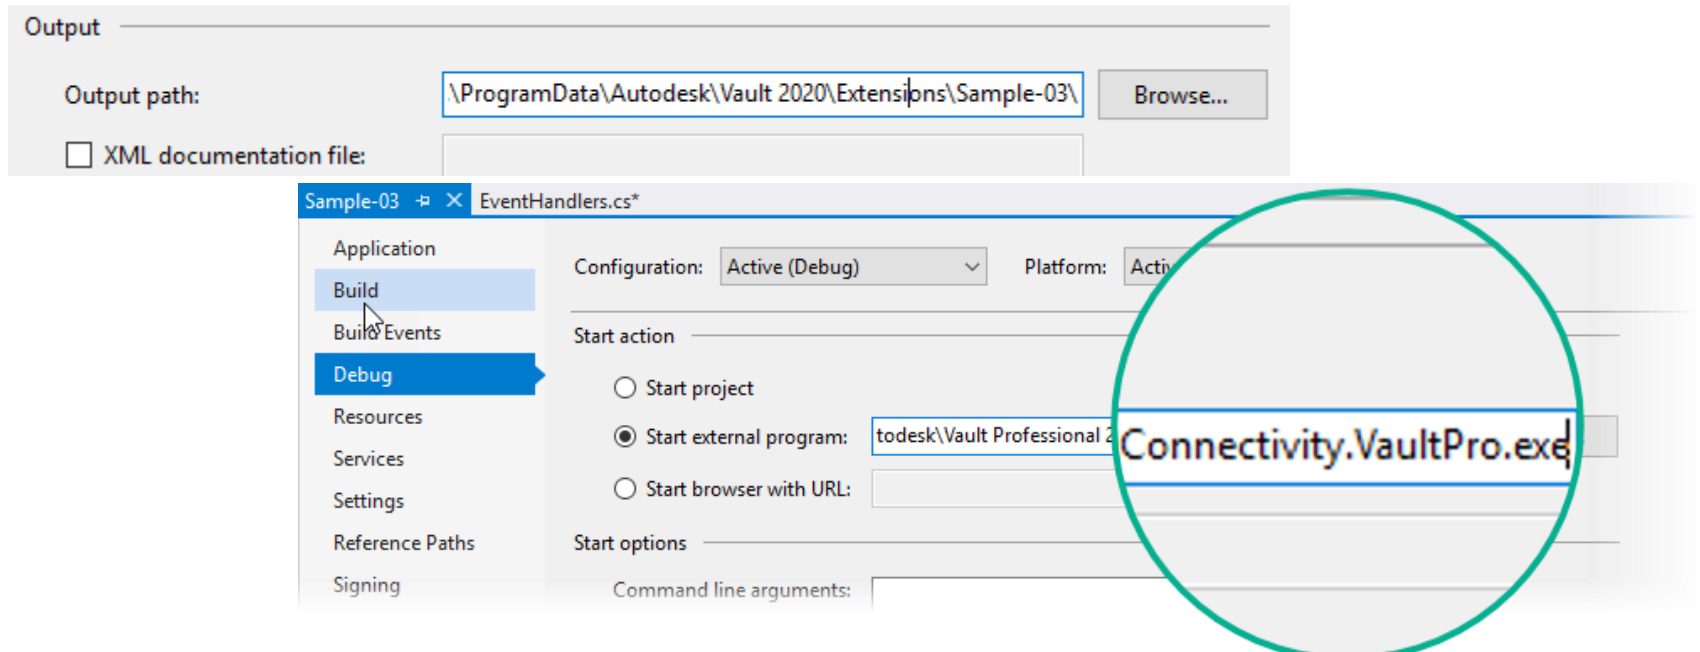 Output
Output path: .\ProgramData\Autodesk\Vault 2020\Extensions\Sample-03\ Browse...
XML documentation file:
Sample-03 EventHandlers.cs*
Application
Configuration: Active (Debug) Platform:
Build
Build Events
Start action
Debug
Start project
Resources
Start external program: todesk\Vault Professional 2 Connectivity.VaultPro.exe
Services
Start browser with URL:
Settings
Reference Paths
Start options
Signing
Command line arguments: